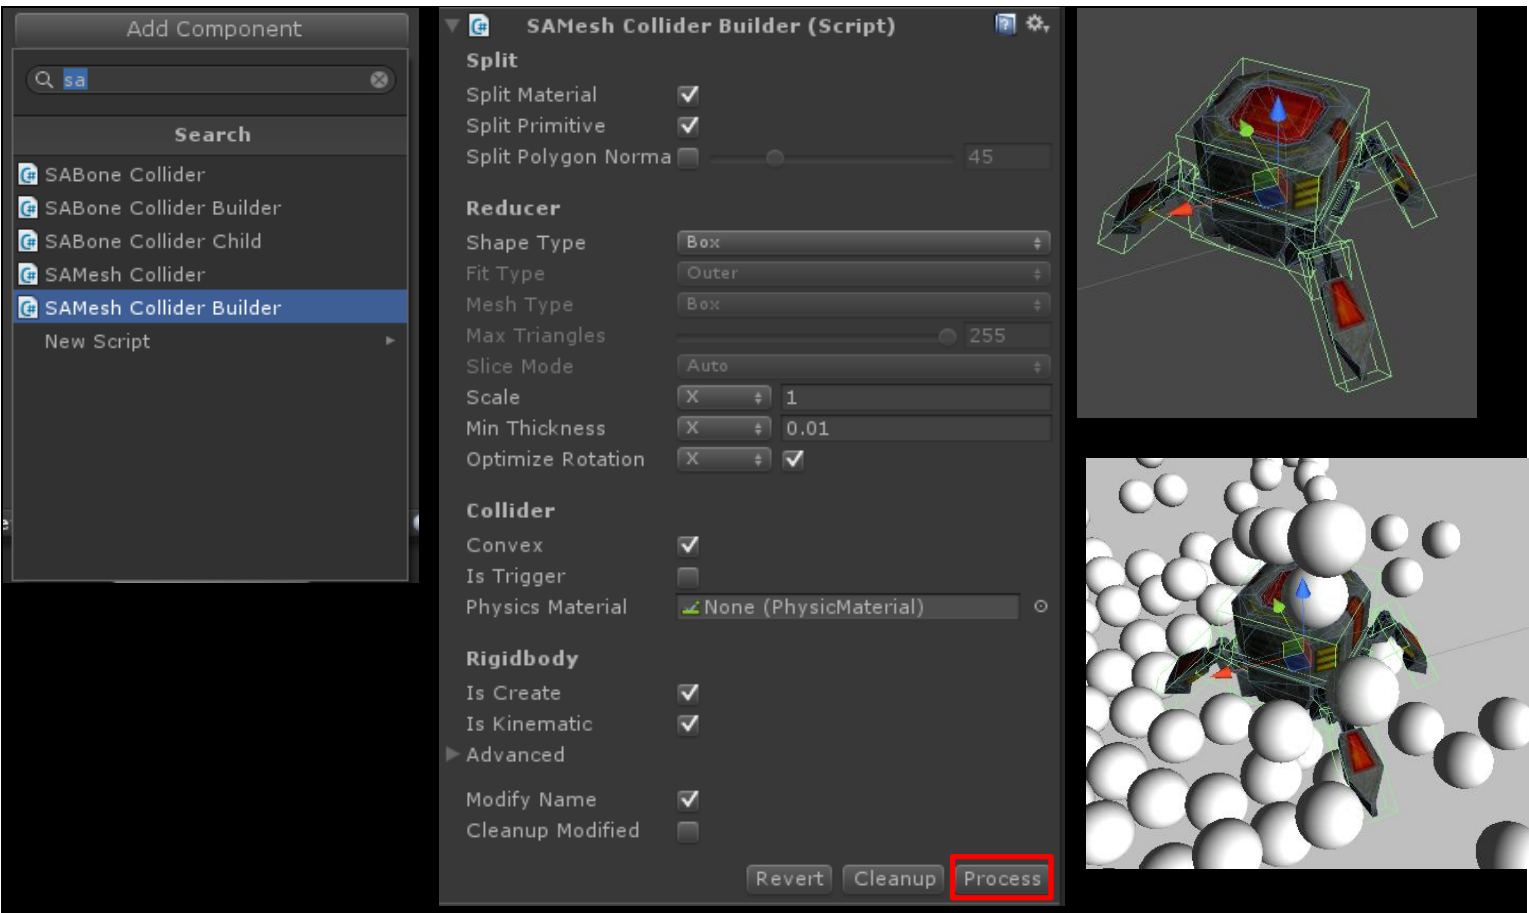 Add Component
sa
Search
SABone Collider
SABone Collider Builder
SABone Collider Child
SAMesh Collider
SAMesh Collider Builder
New Script
SAMesh Collider Builder (Script)
Split
Split Material
Split Primitive
Split Polygon Norma 45
Reducer
Shape Type Box
Fit Type Outer
Mesh Type Box
Max Triangles 255
Slice Mode Auto
Scale X 1
Min Thickness X 0.01
Optimize Rotation X
Collider
Convex
Is Trigger
Physics Material None (PhysicMaterial)
Rigidbody
Is Create
Is Kinematic
Advanced
Modify Name
Cleanup Modified
Revert Cleanup Process